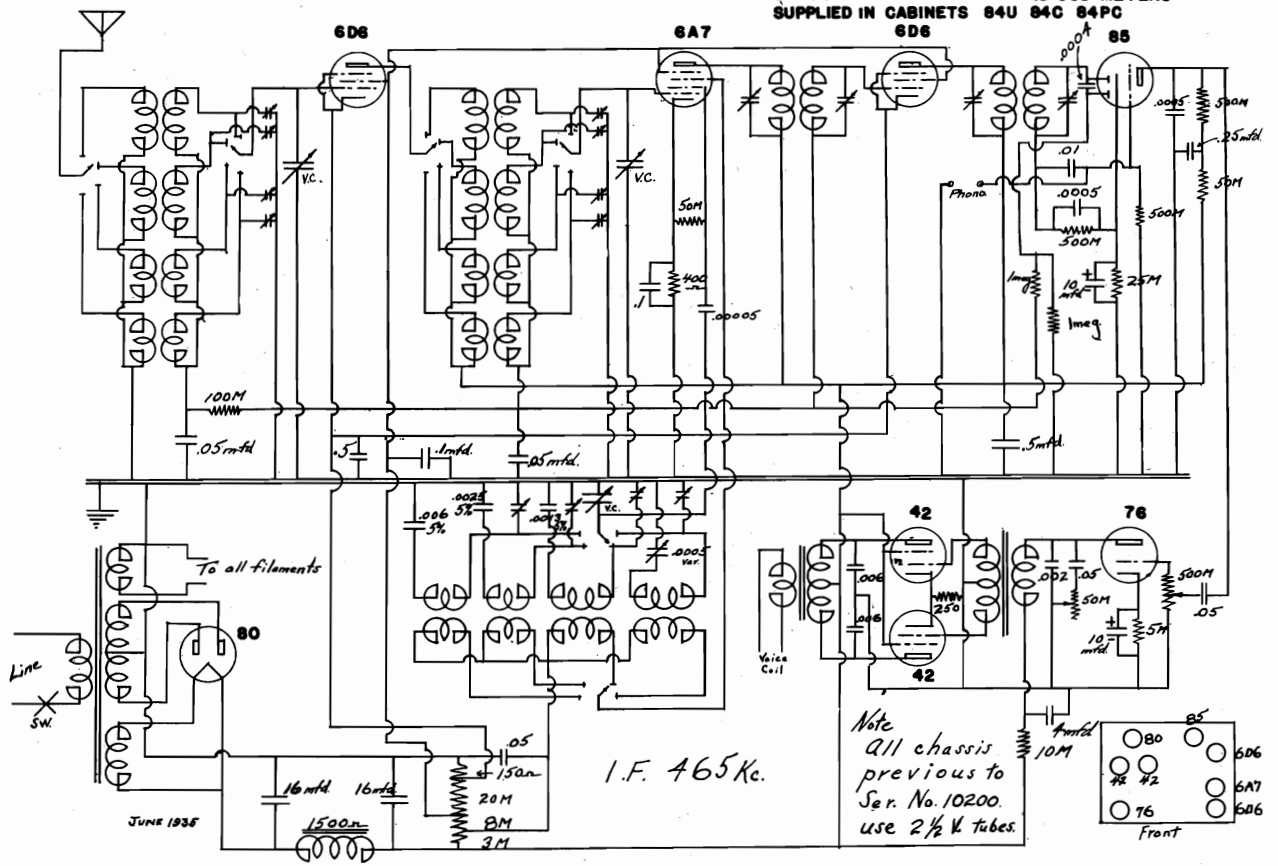 SUPPLIED IN CABINETS 84U 84C 84PC
6D6
6A7
6D6
85
.000A
.0005
500M
.25mfd
50M
V.C.
V.C.
50M
.01
Phono
.0005
500M
500M
400
Ω
.1
.00005
1meg
10
mfd
25M
1meg.
100M
.05mfd
.5
.1mfd.
.05mfd.
.5mfd.
.006
5%
.0025
5%
.0013
5%
V.C.
.0005
Var.
42
76
To all filaments
.006
250
.006
.002
.05
50M
500M
.05
10
mfd.
5M
80
Line
SW.
Voice
Coil
42
4mfd
10M
.05
150Ω
20M
8M
3M
16mfd.
16mfd.
1500Ω
JUNE 1935
I.F. 465Kc.
Note
All chassis
previous to
Ser. No. 10200.
use 2½ V. tubes.
85
80
6D6
42
42
6A7
76
6D6
Front